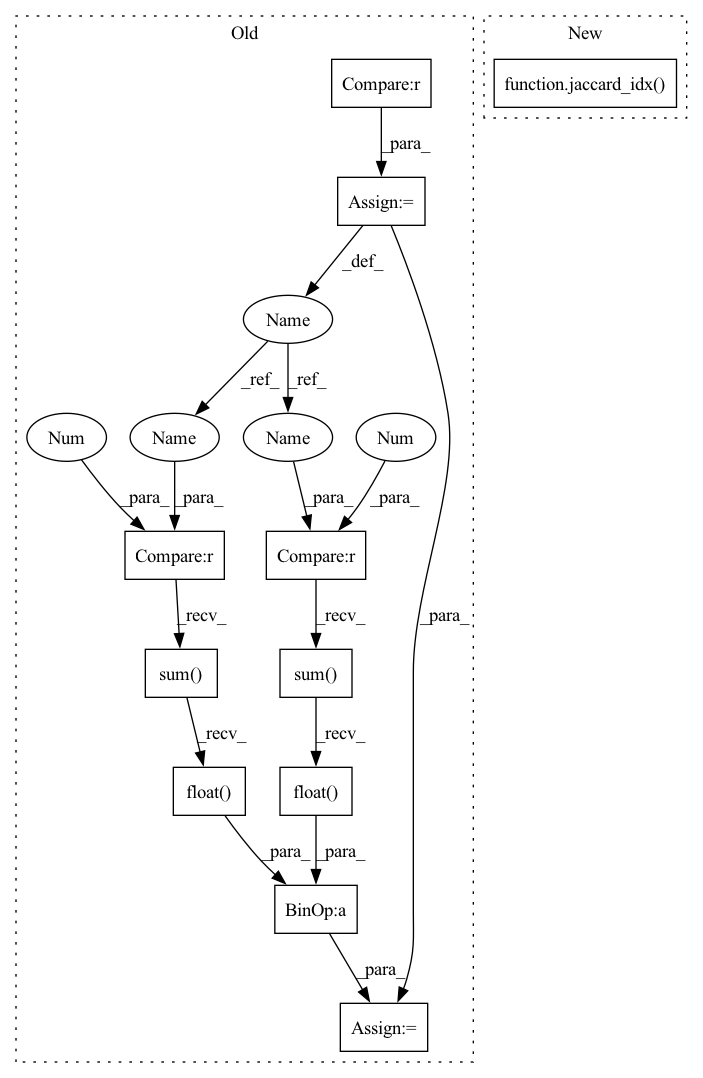 Old
New
Compare:r
function.jaccard_idx()
_para_
Assign:=
_def_
Name
_ref_
_ref_
Num
Name
Name
Num
_para_
_para_
_para_
_para_
Compare:r
Compare:r
_recv_
_recv_
_para_
sum()
sum()
_recv_
_recv_
float()
float()
_para_
_para_
BinOp:a
_para_
Assign:=